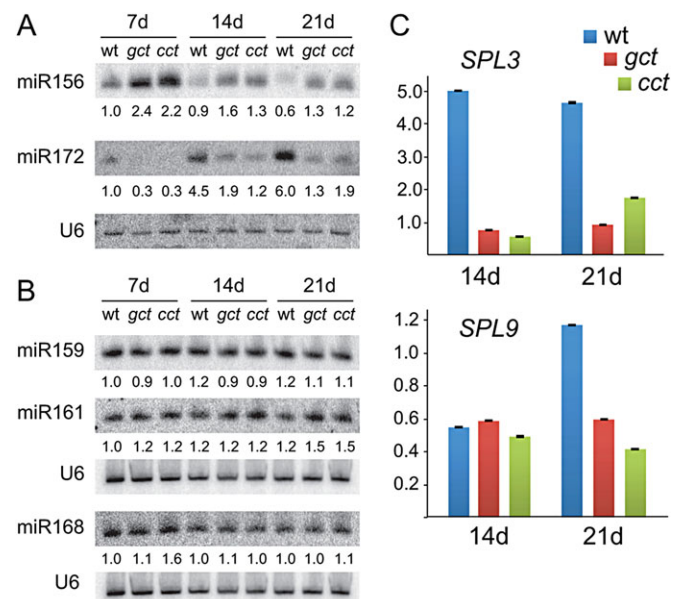 A
7d 14d 21d
wt gct cct wt gct cct wt gct cct
miR156
1.0 2.4 2.2 0.9 1.6 1.3 0.6 1.3 1.2
miR172
1.0 0.3 0.3 4.5 1.9 1.2 6.0 1.3 1.9
U6
B
7d 14d 21d
wt gct cct wt gct cct wt gct cct
miR159
1.0 0.9 1.0 1.2 0.9 0.9 1.2 1.1 1.1
miR161
1.0 1.2 1.2 1.2 1.2 1.2 1.2 1.5 1.5
U6
miR168
1.0 1.1 1.6 1.0 1.1 1.0 1.0 1.0 1.1
U6
C
wt
gct
cct
SPL3
5.0
4.0
3.0
2.0
1.0
14d 21d
SPL9
1.2
1.0
0.8
0.6
0.4
0.2
14d 21d